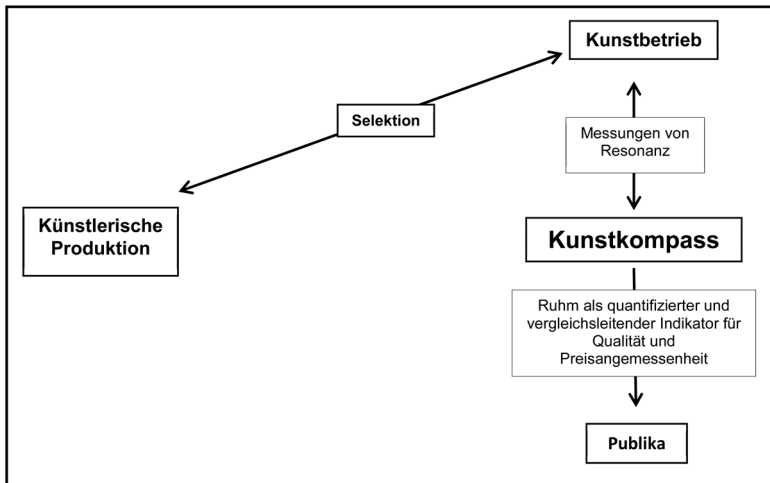 Kunstbetrieb
Selektion
Messungen von
Resonanz
Künstlerische
Produktion
Kunstkompass
Ruhm als quantifizierter und
vergleichsleitender Indikator für
Qualität und
Preisangemessenheit
Publika